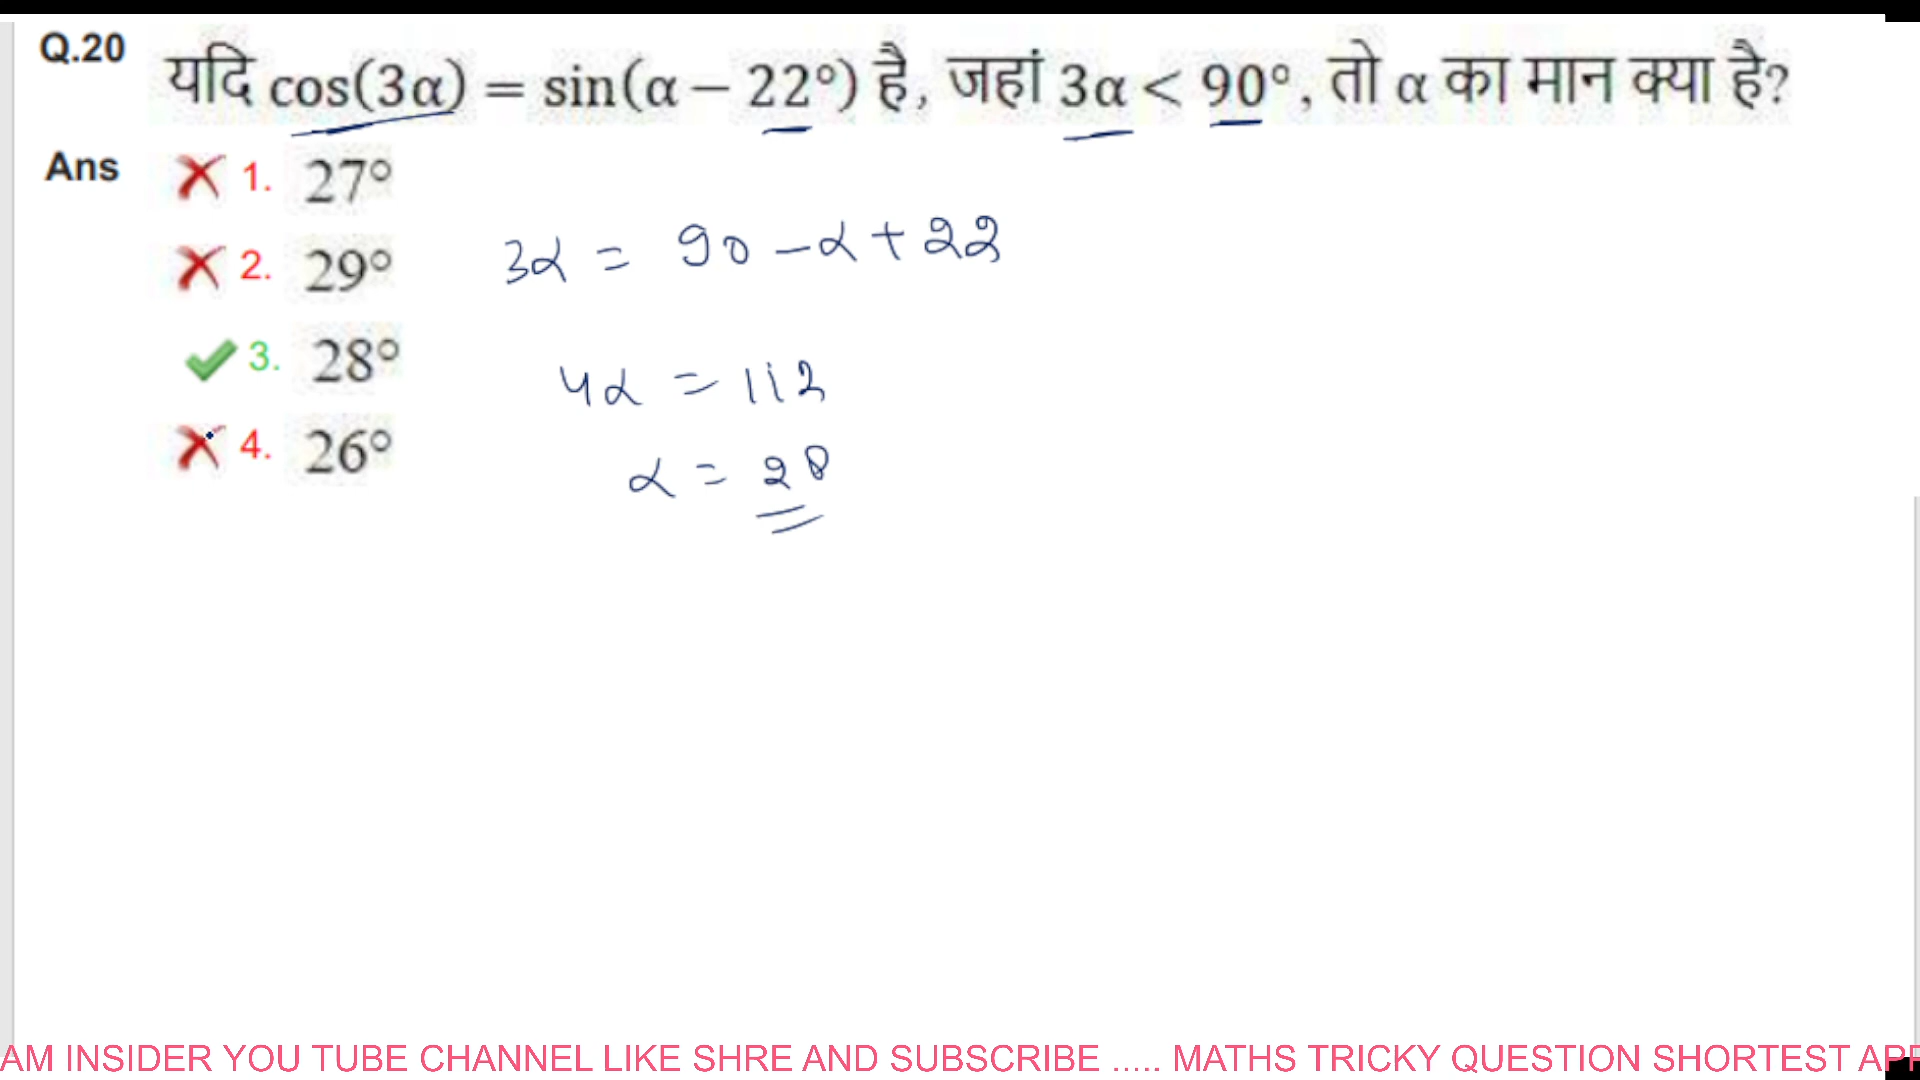 Q.20 यदि cos(3α) = sin(α – 22°) है, जहां 3α < 90°, तो α का मान क्या है?
Ans 1. 27°
2. 29°
3. 28°
4. 26°
3α = 90 – α + 22
4α = 112
α = 28
AM INSIDER YOU TUBE CHANNEL LIKE SHRE AND SUBSCRIBE ..... MATHS TRICKY QUESTION SHORTEST APP